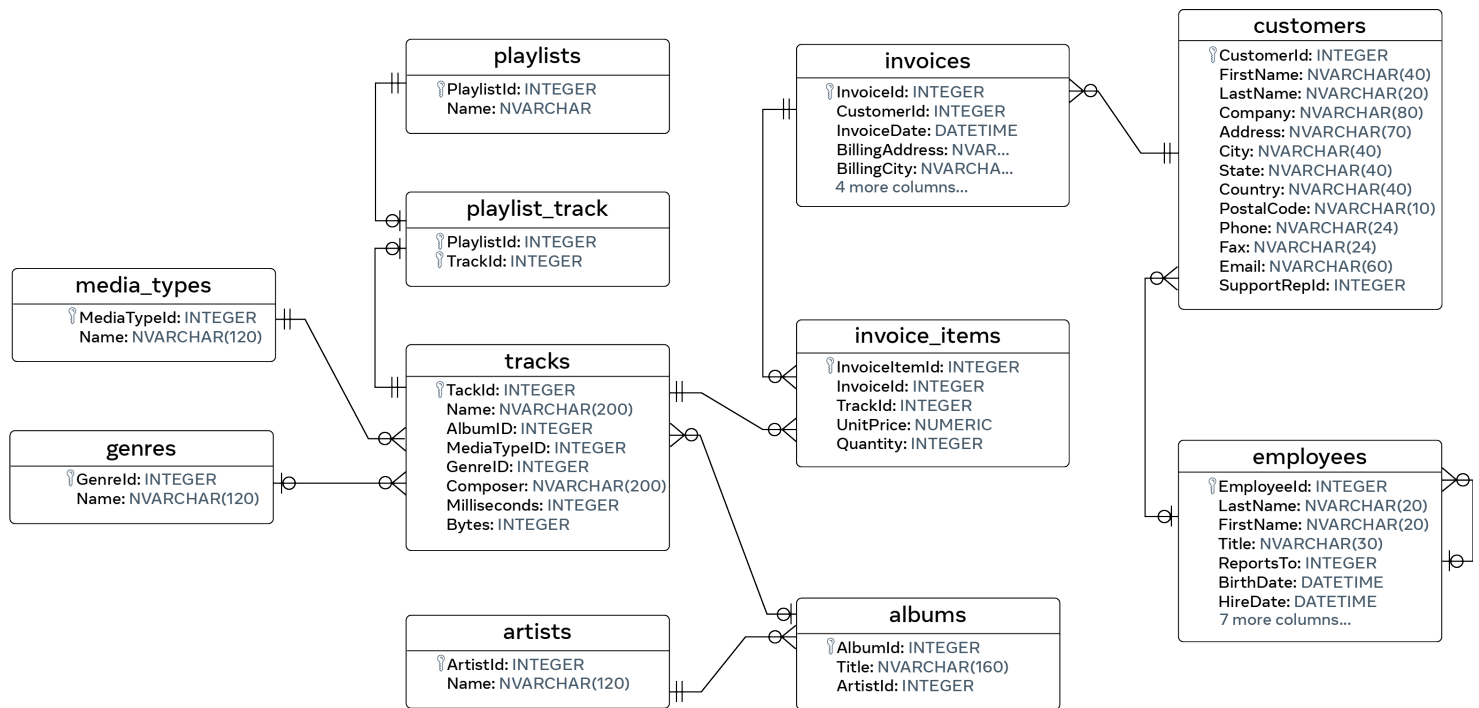 playlists
PlaylistId: INTEGER
Name: NVARCHAR
playlist_track
PlaylistId: INTEGER
TrackId: INTEGER
media_types
MediaTypeId: INTEGER
Name: NVARCHAR(120)
genres
GenreId: INTEGER
Name: NVARCHAR(120)
tracks
TackId: INTEGER
Name: NVARCHAR(200)
AlbumID: INTEGER
MediaTypeID: INTEGER
GenreID: INTEGER
Composer: NVARCHAR(200)
Milliseconds: INTEGER
Bytes: INTEGER
artists
ArtistId: INTEGER
Name: NVARCHAR(120)
invoices
InvoiceId: INTEGER
CustomerId: INTEGER
InvoiceDate: DATETIME
BillingAddress: NVAR...
BillingCity: NVARCHA...
4 more columns...
invoice_items
InvoiceItemId: INTEGER
InvoiceId: INTEGER
TrackId: INTEGER
UnitPrice: NUMERIC
Quantity: INTEGER
albums
AlbumId: INTEGER
Title: NVARCHAR(160)
ArtistId: INTEGER
customers
CustomerId: INTEGER
FirstName: NVARCHAR(40)
LastName: NVARCHAR(20)
Company: NVARCHAR(80)
Address: NVARCHAR(70)
City: NVARCHAR(40)
State: NVARCHAR(40)
Country: NVARCHAR(40)
PostalCode: NVARCHAR(10)
Phone: NVARCHAR(24)
Fax: NVARCHAR(24)
Email: NVARCHAR(60)
SupportRepId: INTEGER
employees
EmployeeId: INTEGER
LastName: NVARCHAR(20)
FirstName: NVARCHAR(20)
Title: NVARCHAR(30)
ReportsTo: INTEGER
BirthDate: DATETIME
HireDate: DATETIME
7 more columns...